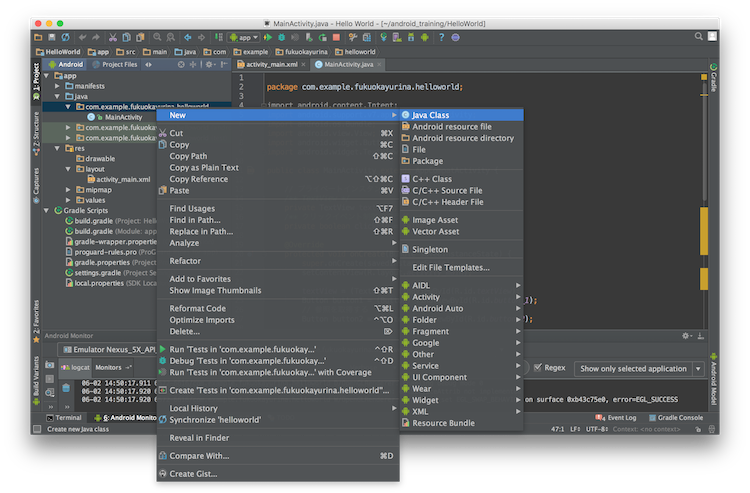 MainActivity.java - Hello World - [~/android_training/HelloWorld]
app
HelloWorld app src main java com example fukuokayurina helloworld
Android Project Files
activity_main.xml MainActivity.java
1: Project
Z: Structure
Captures
2: Favorites
Build Variants
Gradle
Android Model
app
manifests
java
com.example.fukuokayurina.helloworld
MainActivity
com.example.fukuoka
com.example.fukuoka
res
drawable
layout
activity_main.xml
mipmap
values
Gradle Scripts
build.gradle (Project: Hello
build.gradle (Module: app
gradle-wrapper.properties
proguard-rules.pro (ProG
gradle.properties
settings.gradle (Project Se
local.properties (SDK Locat
1
2 package com.example.fukuokayurina.helloworld;
3
4 import android.content.Intent;
New
Cut ⌘X
Copy ⌘C
Copy Path ⇧⌘C
Copy as Plain Text
Copy Reference ⌥⇧⌘C
Paste ⌘V
Find Usages ⌥F7
Find in Path... ⇧⌘F
Replace in Path... ⇧⌘R
Analyze
Refactor
Add to Favorites
Show Image Thumbnails ⇧⌘T
Reformat Code ⌥⌘L
Optimize Imports ^⌥O
Delete... ⌦
Run 'Tests in 'com.example.fukuokay...' ^⇧R
Debug 'Tests in 'com.example.fukuokay...' ^⇧D
Run 'Tests in 'com.example.fukuokay...' with Coverage
Create 'Tests in 'com.example.fukuokayurina.helloworld''...
Local History
Synchronize 'helloworld'
Reveal in Finder
Compare With... ⌘D
Create Gist...
Java Class
Android resource file
Android resource directory
File
Package
C++ Class
C/C++ Source File
C/C++ Header File
Image Asset
Vector Asset
Singleton
Edit File Templates...
AIDL
Activity
Android Auto
Folder
Fragment
Google
Other
Service
UI Component
Wear
Widget
XML
Resource Bundle
);
);
Android Monitor
Emulator Nexus_5X_API
logcat Monitors
Regex Show only selected application
06-02 14:50:17.911
06-02 14:50:17.920
06-02 14:50:17.920
on surface 0xb43c75e0, error=EGL_SUCCESS
Terminal 6: Android Monitor
Event Log Gradle Console
Create new Java class
47:1 LF÷ UTF-8÷ Context: <no context>